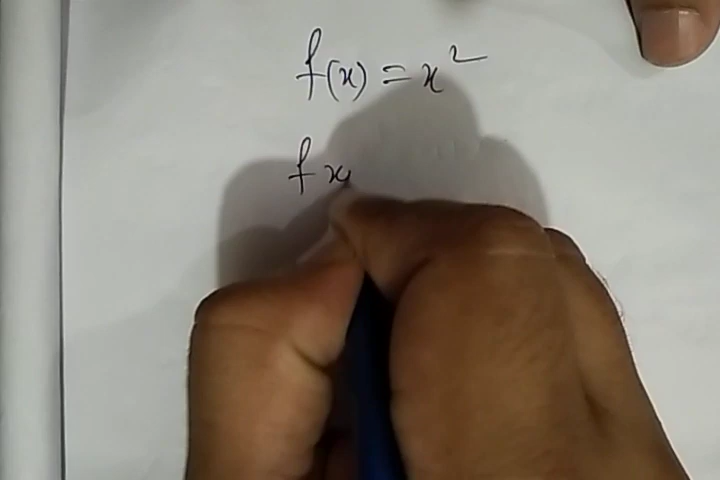 f(x) = x²
f x